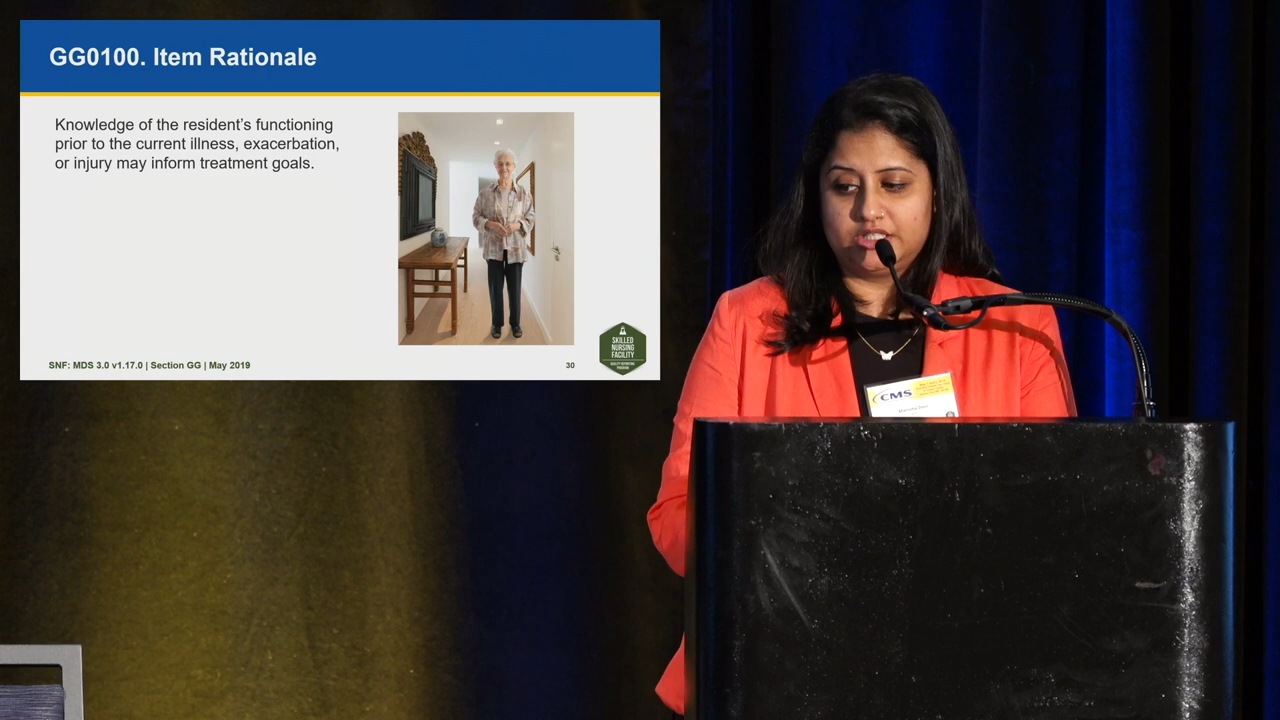 GG0100. Item Rationale
Knowledge of the resident’s functioning
prior to the current illness, exacerbation,
or injury may inform treatment goals.
SKILLED
NURSING
FACILITY
SNF: MDS 3.0 v1.17.0 | Section GG | May 2019
30
CMS